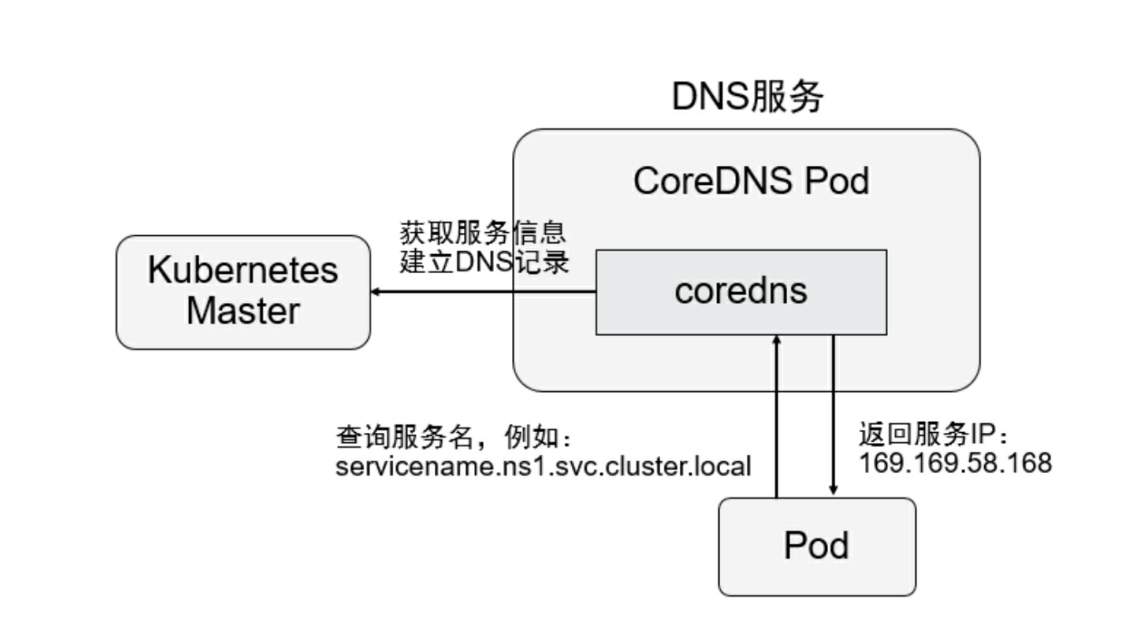 DNS服务
CoreDNS Pod
获取服务信息
建立DNS记录
Kubernetes
Master
coredns
查询服务名，例如：
servicename.ns1.svc.cluster.local
返回服务IP：
169.169.58.168
Pod